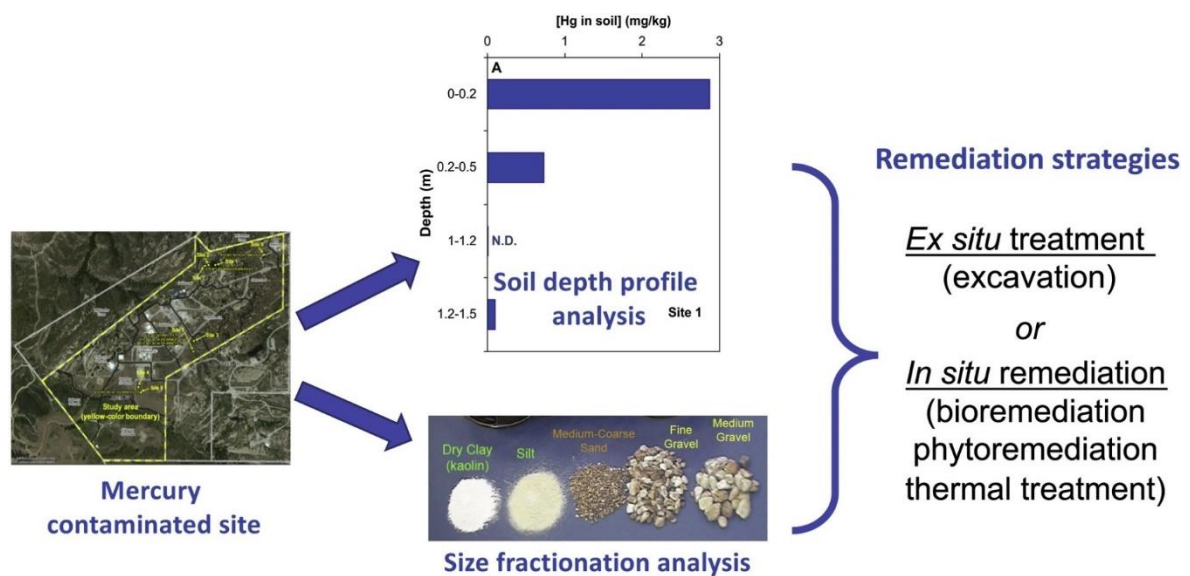 [Hg in soil] (mg/kg)
0 1 2 3
A
0-0.2
0.2-0.5
Depth (m)
1-1.2
N.D.
Soil depth profile
analysis
Site 1
1.2-1.5
Study area
(yellow-color boundary)
Mercury
contaminated site
Dry Clay
(kaolin)
Silt
Medium-Coarse
Sand
Fine
Gravel
Medium
Gravel
Size fractionation analysis
Remediation strategies
Ex situ treatment
(excavation)
or
In situ remediation
(bioremediation
phytoremediation
thermal treatment)